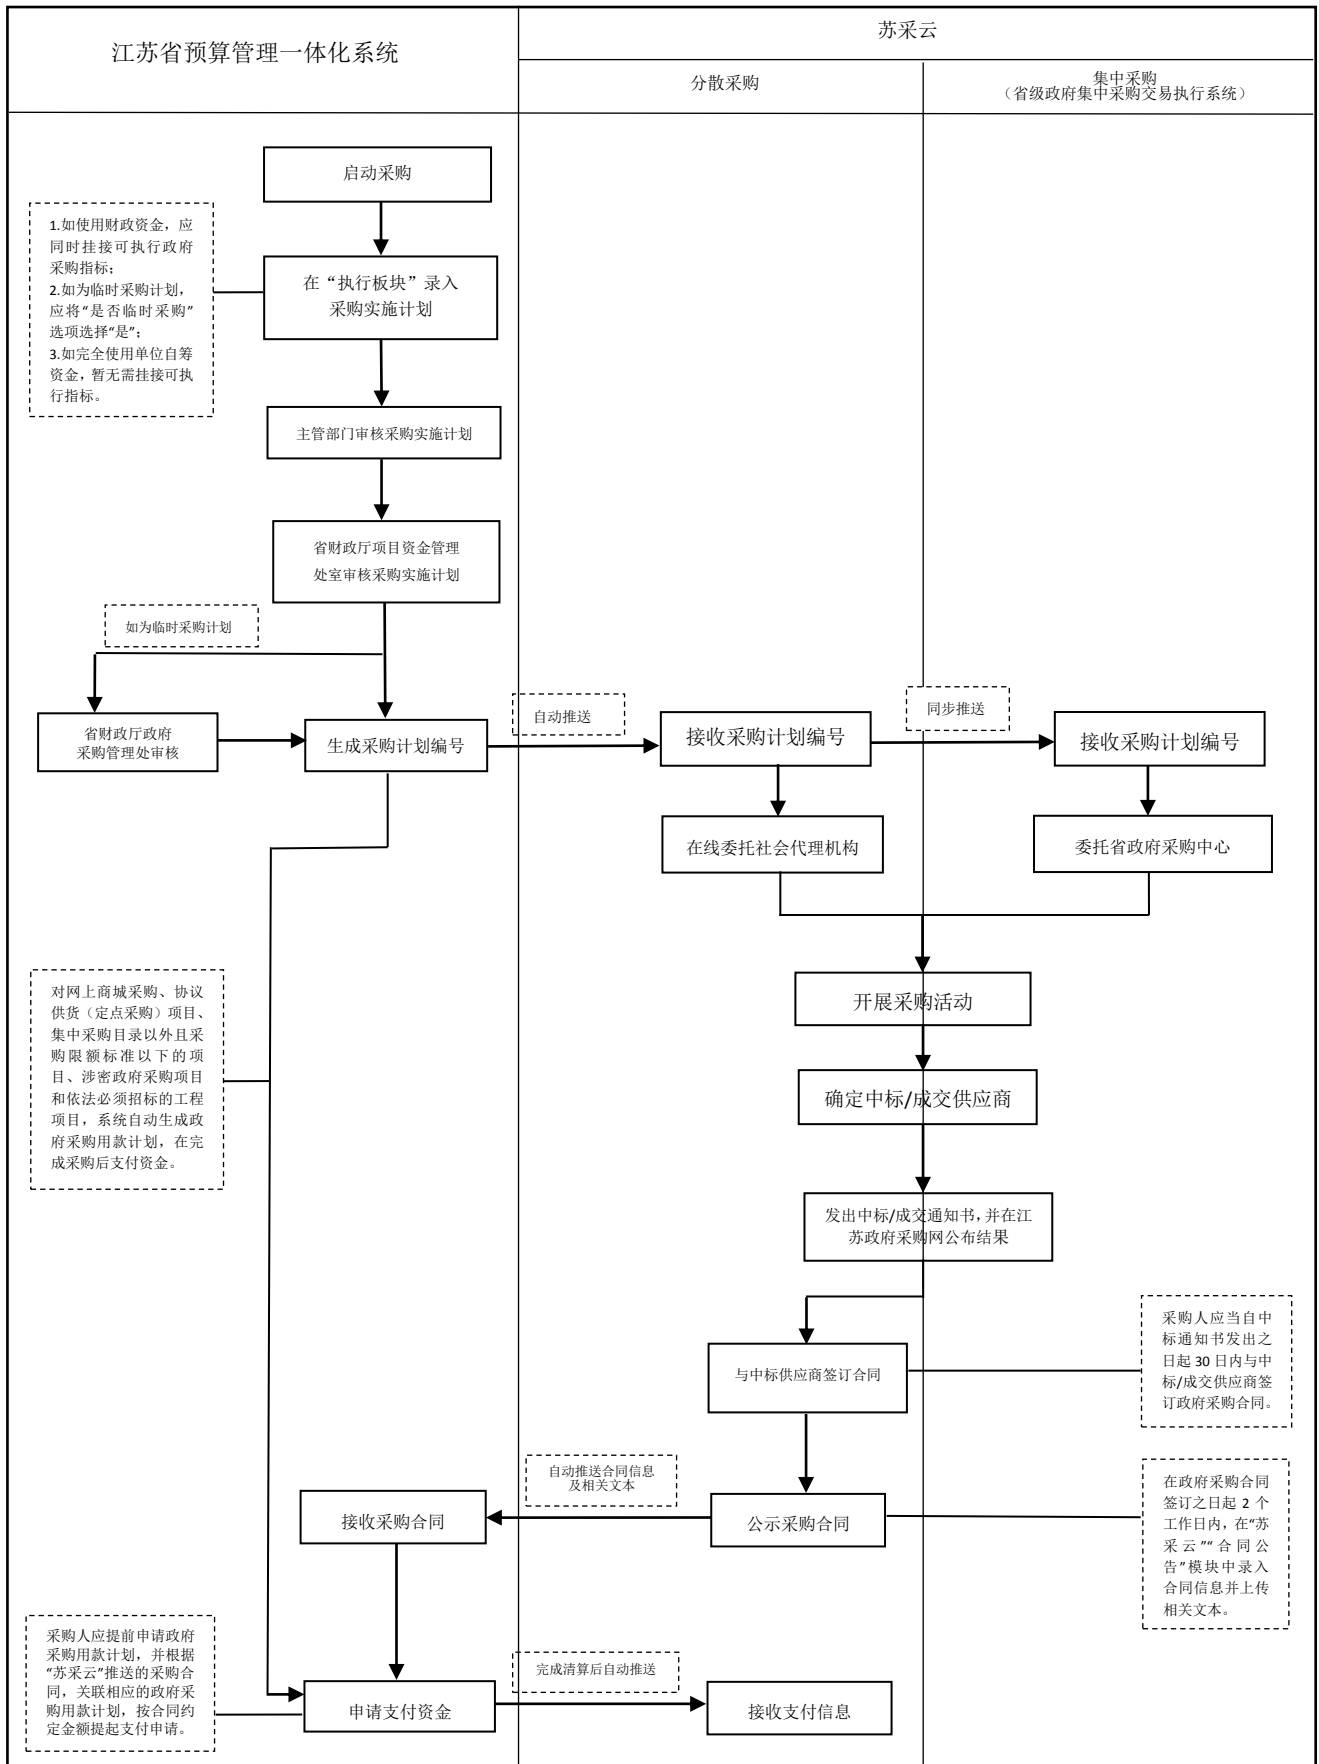 江苏省预算管理一体化系统
苏采云
分散采购
集中采购
（省级政府集中采购交易执行系统）
启动采购
1.如使用财政资金，应
同时挂接可执行政府
采购指标；
2.如为临时采购计划，
应将“是否临时采购”
选项选择“是”；
3.如完全使用单位自筹
资金，暂无需挂接可执
行指标。
在“执行板块”录入
采购实施计划
主管部门审核采购实施计划
省财政厅项目资金管理
处室审核采购实施计划
如为临时采购计划
省财政厅政府
采购管理处审核
生成采购计划编号
自动推送
接收采购计划编号
同步推送
接收采购计划编号
在线委托社会代理机构
委托省政府采购中心
开展采购活动
对网上商城采购、协议
供货（定点采购）项目、
集中采购目录以外且采
购限额标准以下的项
目、涉密政府采购项目
和依法必须招标的工程
项目，系统自动生成政
府采购用款计划，在完
成采购后支付资金。
确定中标/成交供应商
发出中标/成交通知书，并在江
苏政府采购网公布结果
与中标供应商签订合同
采购人应当自中
标通知书发出之
日起 30 日内与中
标/成交供应商签
订政府采购合同。
自动推送合同信息
及相关文本
接收采购合同
公示采购合同
在政府采购合同
签订之日起 2 个
工作日内，在“苏
采云”“合同公
告”模块中录入
合同信息并上传
相关文本。
采购人应提前申请政府
采购用款计划，并根据
“苏采云”推送的采购合
同，关联相应的政府采
购用款计划，按合同约
定金额提起支付申请。
申请支付资金
完成清算后自动推送
接收支付信息